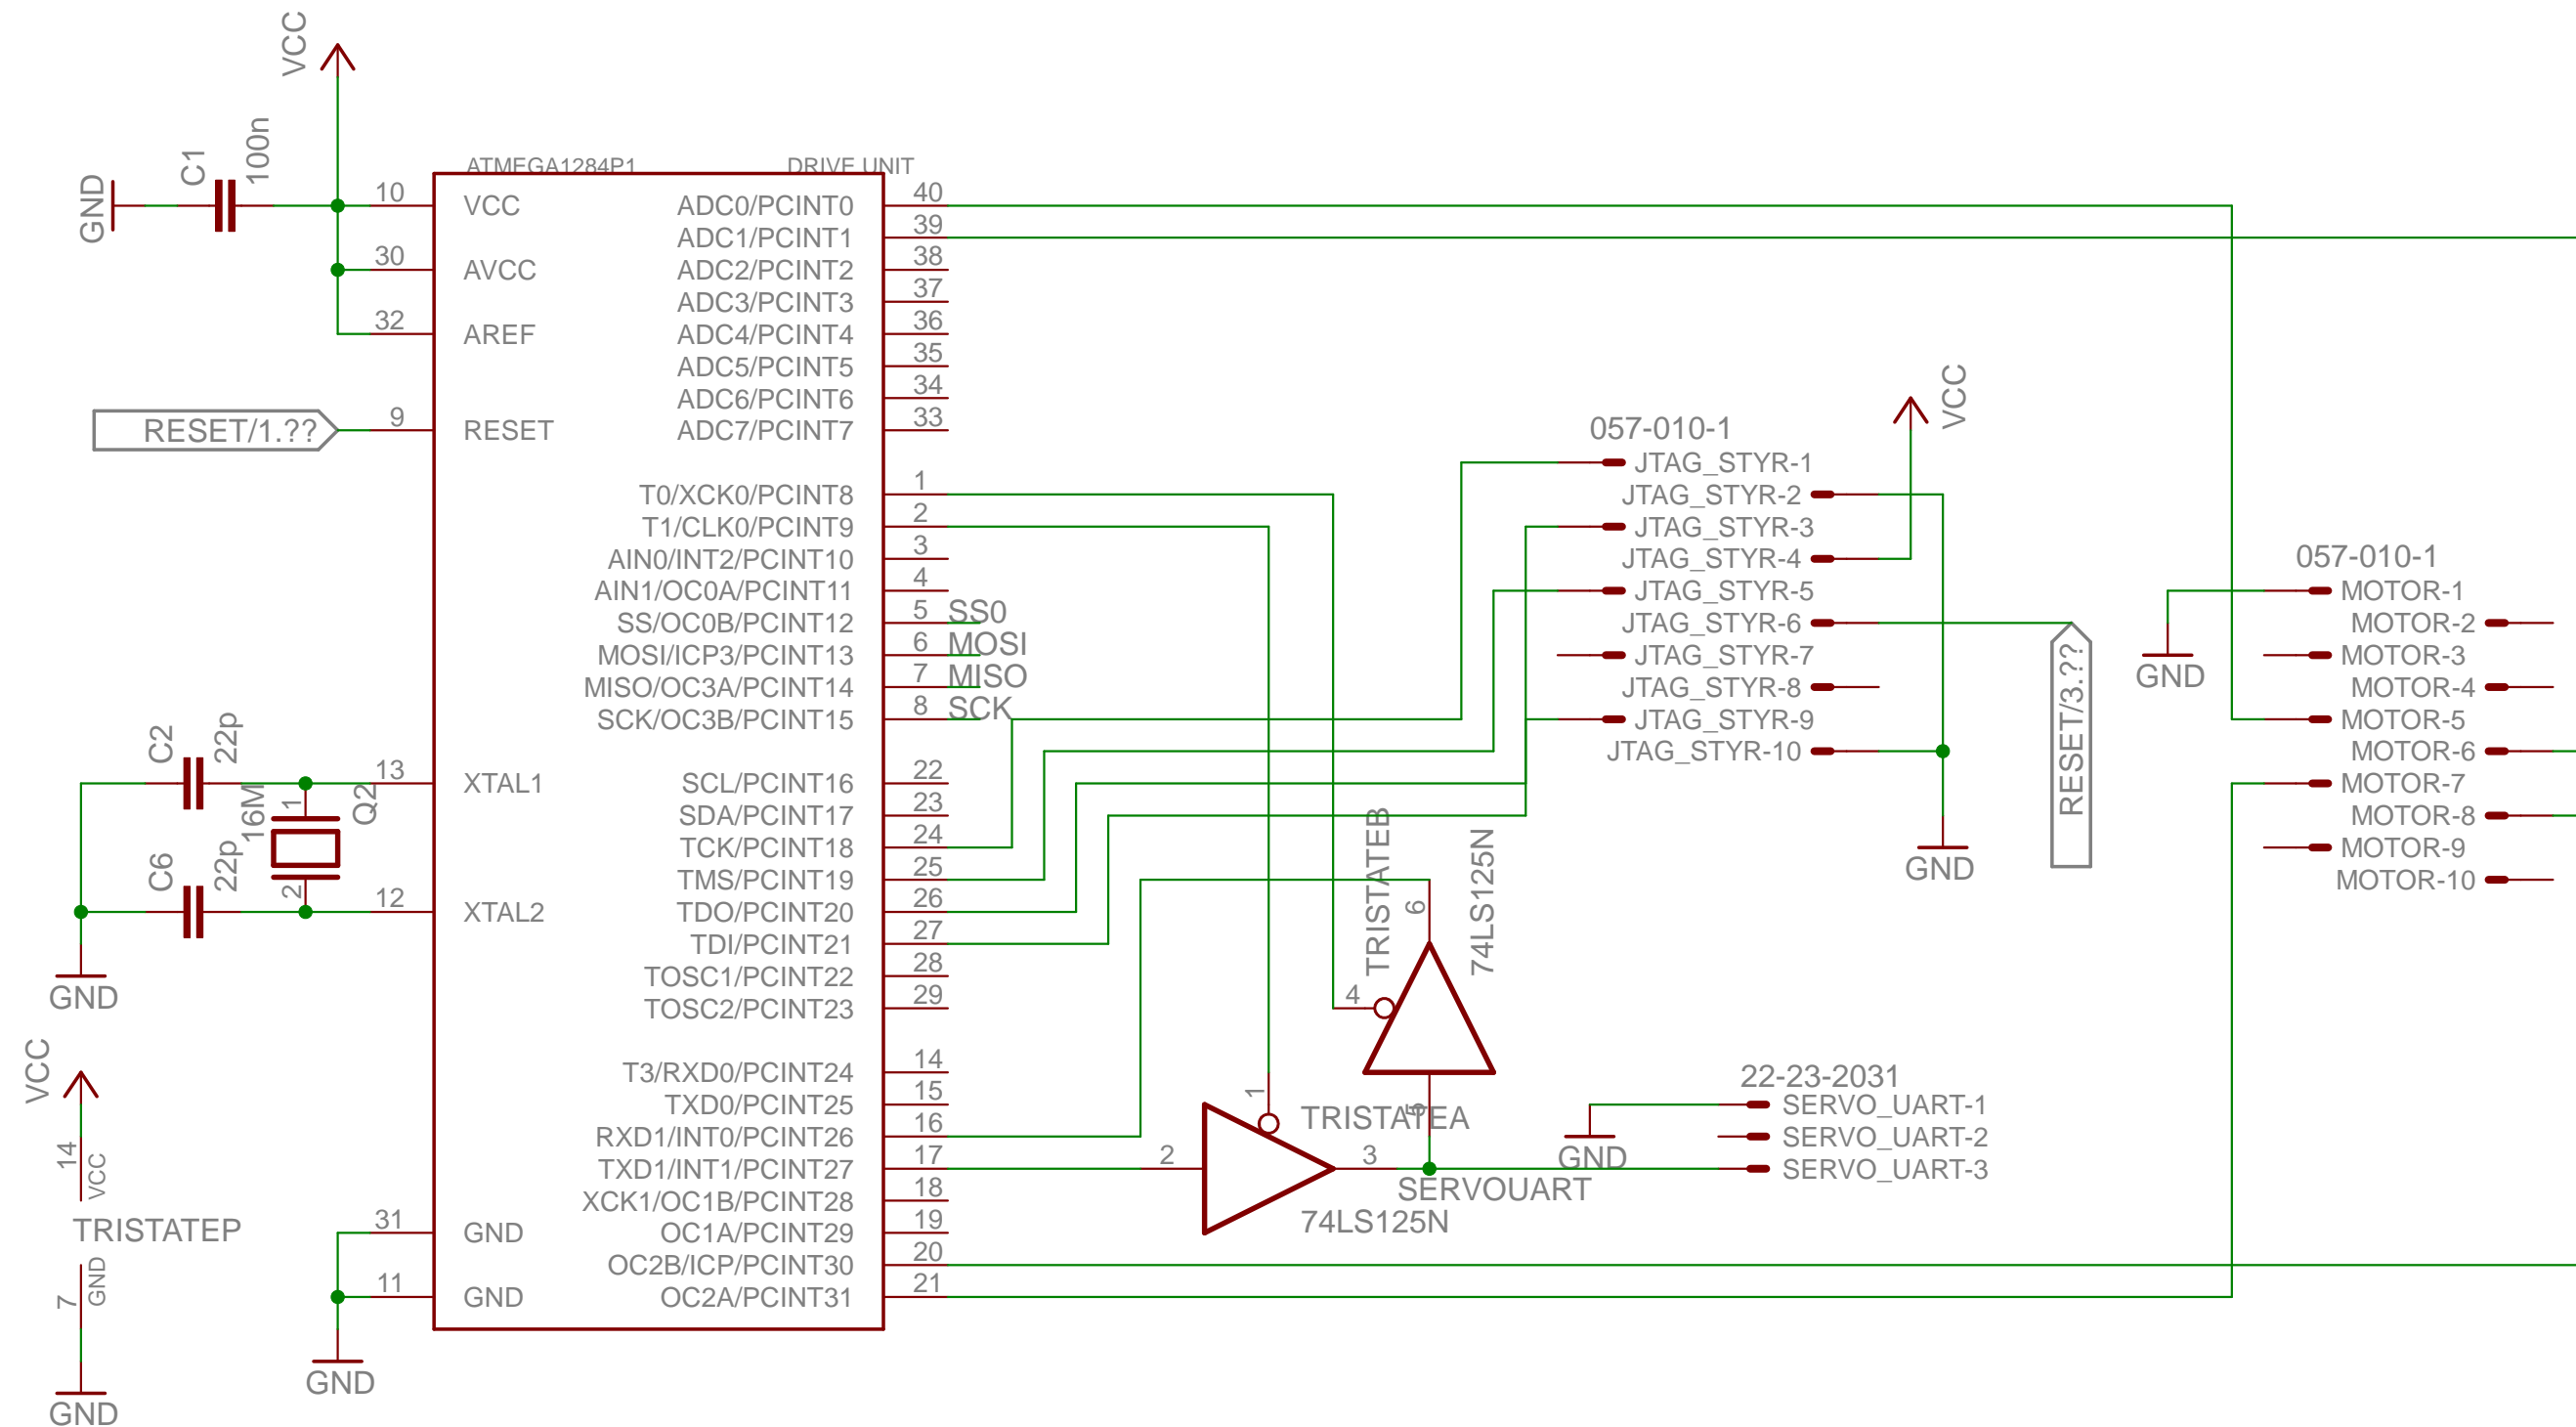 VCC
C1
100n
GND
ATMEGA1284P1
DRIVE UNIT
10
VCC
30
AVCC
32
AREF
RESET/1.??
9
RESET
ADC0/PCINT0
40
ADC1/PCINT1
39
ADC2/PCINT2
38
ADC3/PCINT3
37
ADC4/PCINT4
36
ADC5/PCINT5
35
ADC6/PCINT6
34
ADC7/PCINT7
33
T0/XCK0/PCINT8
1
T1/CLK0/PCINT9
2
AIN0/INT2/PCINT10
3
AIN1/OC0A/PCINT11
4
SS/OC0B/PCINT12
5
SS0
MOSI/ICP3/PCINT13
6
MOSI
MISO/OC3A/PCINT14
7
MISO
SCK/OC3B/PCINT15
8
SCK
C2
22p
13
XTAL1
16M
1
Q2
2
C6
22p
12
XTAL2
GND
SCL/PCINT16
22
SDA/PCINT17
23
TCK/PCINT18
24
TMS/PCINT19
25
TDO/PCINT20
26
TDI/PCINT21
27
TOSC1/PCINT22
28
TOSC2/PCINT23
29
T3/RXD0/PCINT24
14
TXD0/PCINT25
15
RXD1/INT0/PCINT26
16
TXD1/INT1/PCINT27
17
XCK1/OC1B/PCINT28
18
OC1A/PCINT29
19
OC2B/ICP/PCINT30
20
OC2A/PCINT31
21
VCC
14
VCC
TRISTATEP
7
GND
GND
31
GND
11
GND
GND
057-010-1
VCC
JTAG_STYR-1
JTAG_STYR-2
JTAG_STYR-3
JTAG_STYR-4
JTAG_STYR-5
JTAG_STYR-6
JTAG_STYR-7
JTAG_STYR-8
JTAG_STYR-9
JTAG_STYR-10
GND
RESET/3.??
TRISTATEB
74LS125N
6
4
5
1
TRISTATEA
2
3
SERVOUART
74LS125N
22-23-2031
SERVO_UART-1
SERVO_UART-2
SERVO_UART-3
GND
057-010-1
MOTOR-1
MOTOR-2
MOTOR-3
MOTOR-4
MOTOR-5
MOTOR-6
MOTOR-7
MOTOR-8
MOTOR-9
MOTOR-10
GND